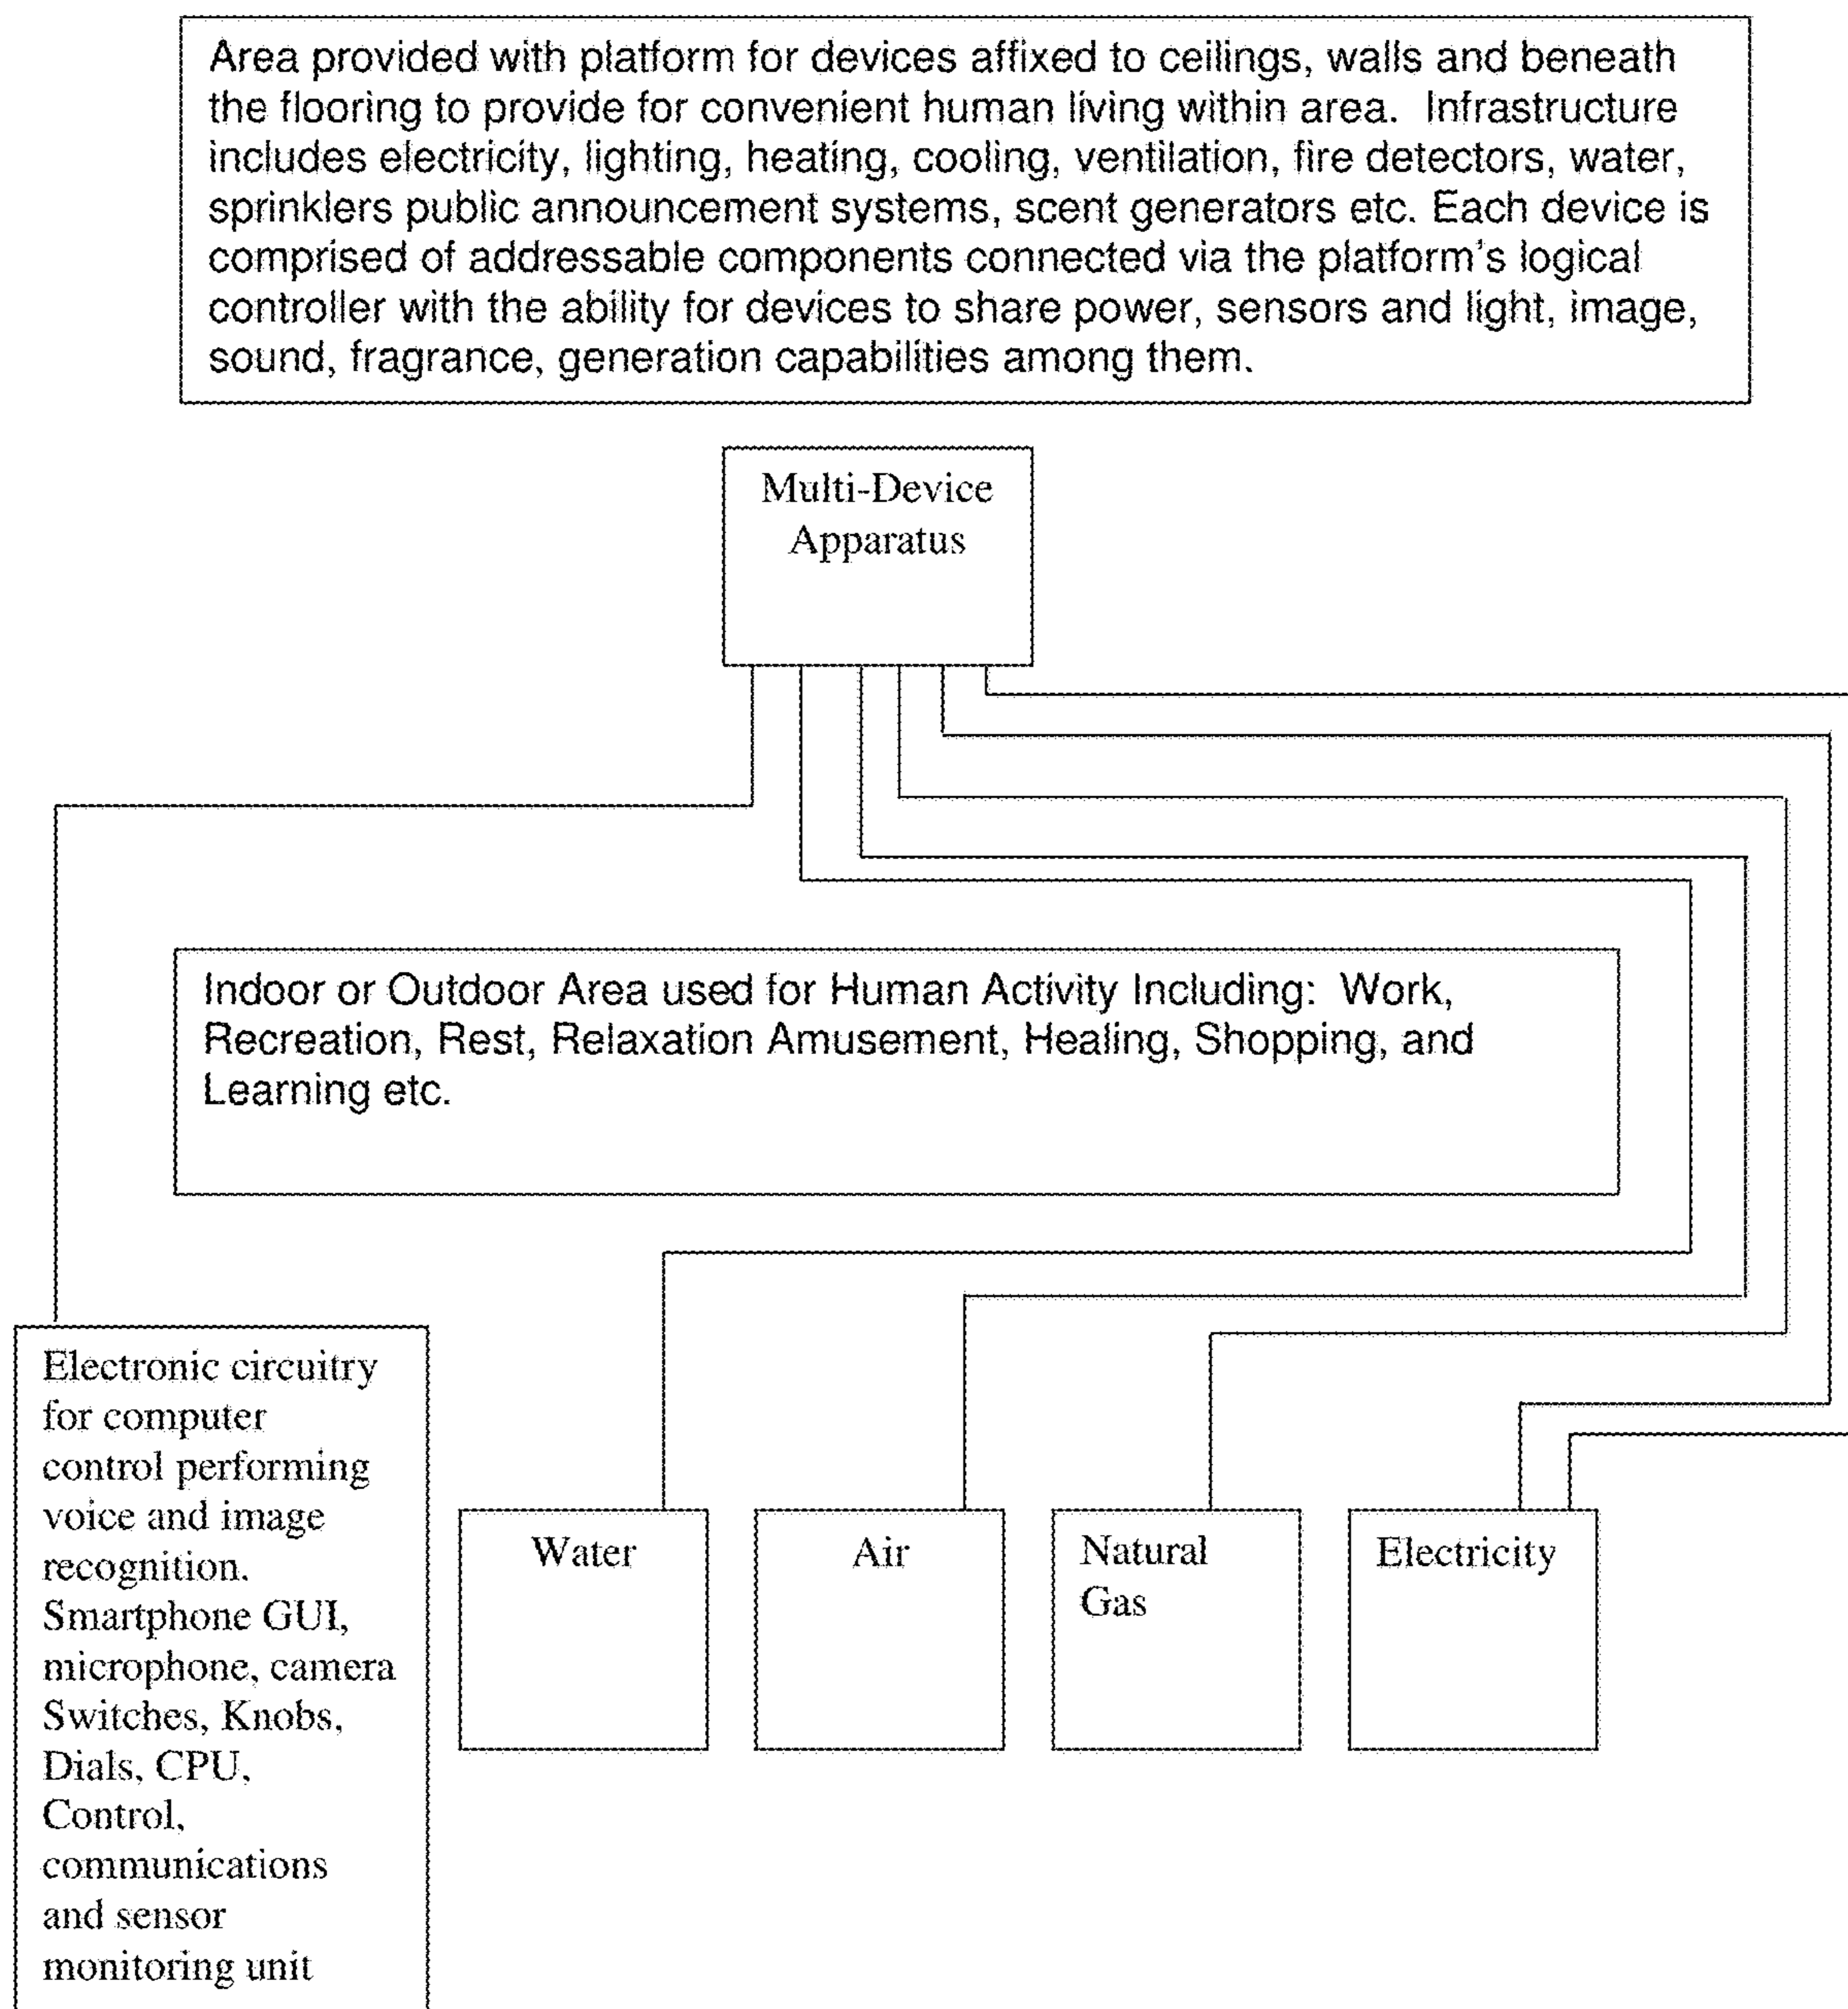 Area provided with platform for devices affixed to ceilings, walls and beneath
the flooring to provide for convenient human living within area.  Infrastructure
includes electricity, lighting, heating, cooling, ventilation, fire detectors, water,
sprinklers public announcement systems, scent generators etc. Each device is
comprised of addressable components connected via the platform's logical
controller with the ability for devices to share power, sensors and light, image,
sound, fragrance, generation capabilities among them.
Multi-Device
Apparatus
Indoor or Outdoor Area used for Human Activity Including:  Work,
Recreation, Rest, Relaxation Amusement, Healing, Shopping, and
Learning etc.
Electronic circuitry
for computer
control performing
voice and image
recognition.
Smartphone GUI,
microphone, camera
Switches, Knobs,
Dials, CPU,
Control,
communications
and sensor
monitoring unit
Water
Air
Natural
Gas
Electricity